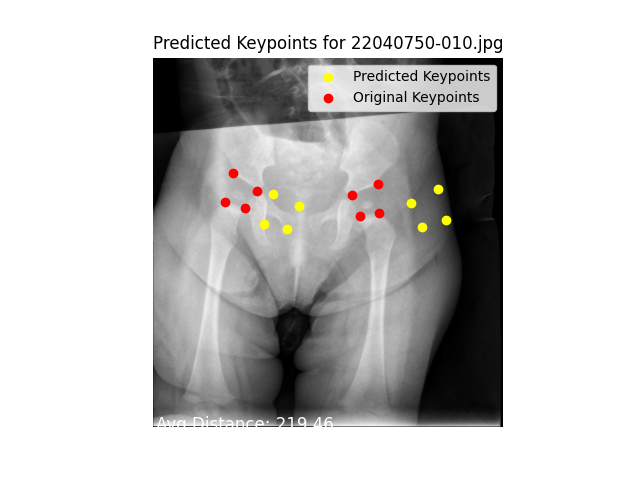 Predicted Keypoints for 22040750-010.jpg
Predicted Keypoints
Original Keypoints
Avg Distance: 219.46